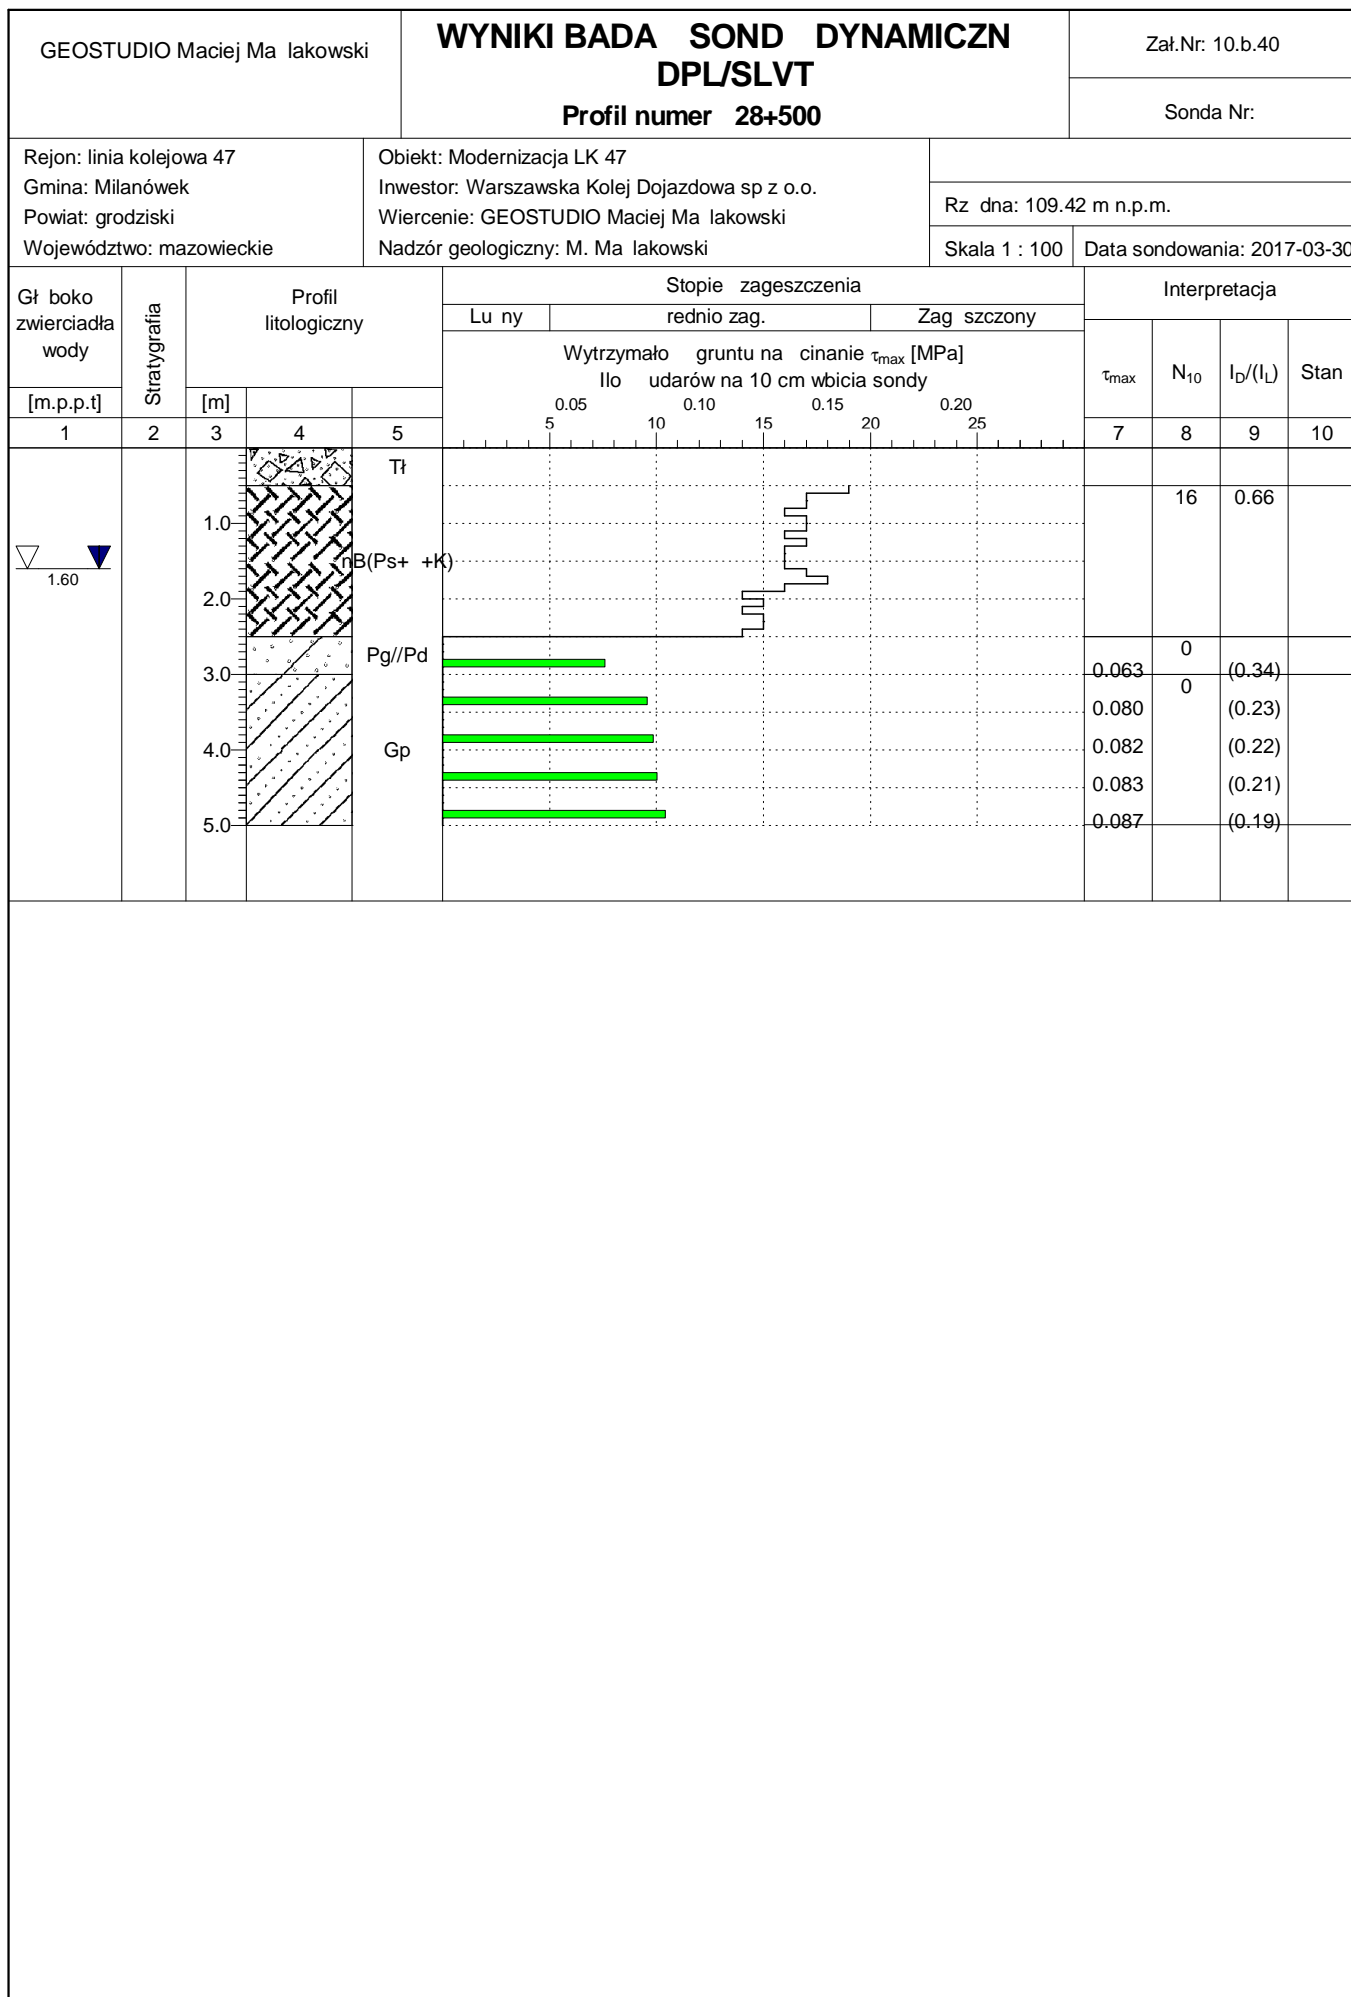 GEOSTUDIO Maciej Ma lakowski
WYNIKI BADA SOND DYNAMICZN
DPL/SLVT
Profil numer 28+500
Zał.Nr: 10.b.40
Sonda Nr:
Rejon: linia kolejowa 47
Gmina: Milanówek
Powiat: grodziski
Województwo: mazowieckie
Obiekt: Modernizacja LK 47
Inwestor: Warszawska Kolej Dojazdowa sp z o.o.
Wiercenie: GEOSTUDIO Maciej Ma lakowski
Nadzór geologiczny: M. Ma lakowski
Rz dna: 109.42 m n.p.m.
Skala 1 : 100
Data sondowania: 2017-03-30
Gł boko
zwierciadła
wody
[m.p.p.t]
Stratygrafia
Profil
litologiczny
[m]
Stopie zageszczenia
Lu ny
rednio zag.
Zag szczony
Wytrzymało gruntu na cinanie τmax [MPa]
Ilo udarów na 10 cm wbicia sondy
0.05 0.10 0.15 0.20
5 10 15 20 25
Interpretacja
τmax
N10
ID/(IL)
Stan
1 2 3 4 5 7 8 9 10
Tł
16 0.66
1.0
nB(Ps+ +K)
1.60
2.0
Pg//Pd
0
3.0
0.063 (0.34)
0
0.080 (0.23)
4.0
Gp
0.082 (0.22)
0.083 (0.21)
5.0
0.087 (0.19)